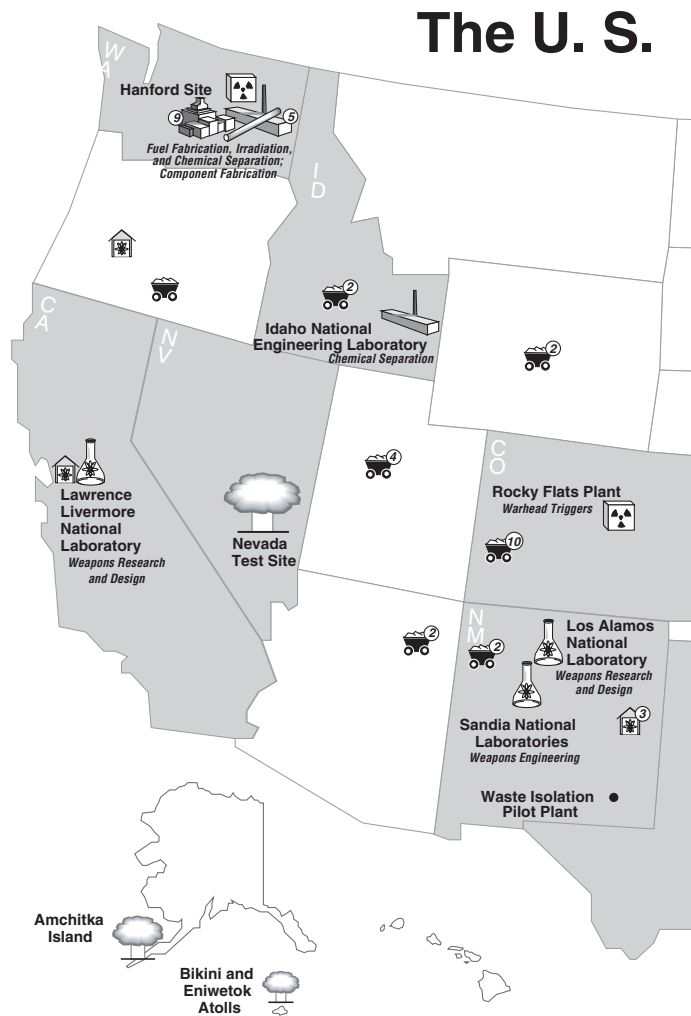 The U. S.
WA
Hanford Site
9
5
Fuel Fabrication, Irradiation,
and Chemical Separation;
Component Fabrication
ID
CA
NV
2
Idaho National
Engineering Laboratory
Chemical Separation
2
4
CO
Rocky Flats Plant
Warhead Triggers
10
Lawrence
Livermore
National
Laboratory
Weapons Research
and Design
Nevada
Test Site
2
NM
2
Los Alamos
National
Laboratory
Weapons Research
and Design
3
Sandia National
Laboratories
Weapons Engineering
Waste Isolation
Pilot Plant
Amchitka
Island
Bikini and
Eniwetok
Atolls